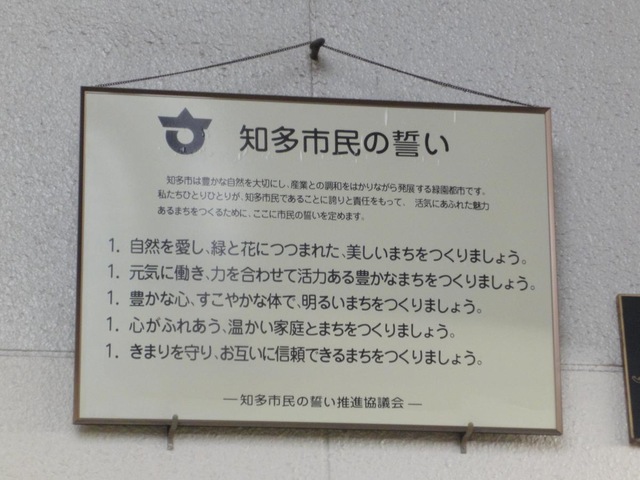 知多市民の誓い
知多市は豊かな自然を大切にし、産業との調和をはかりながら発展する緑園都市です。
私たちひとりひとりが、知多市民であることに誇りと責任をもって、 活気にあふれた魅力
あるまちをつくるために、ここに市民の誓いを定めます。
1. 自然を愛し、緑と花につつまれた、美しいまちをつくりましょう。
1. 元気に働き、力を合わせて活力ある豊かなまちをつくりましょう。
1. 豊かな心、すこやかな体で、明るいまちをつくりましょう。
1. 心がふれあう、温かい家庭とまちをつくりましょう。
1. きまりを守り、お互いに信頼できるまちをつくりましょう。
―知多市民の誓い推進協議会―